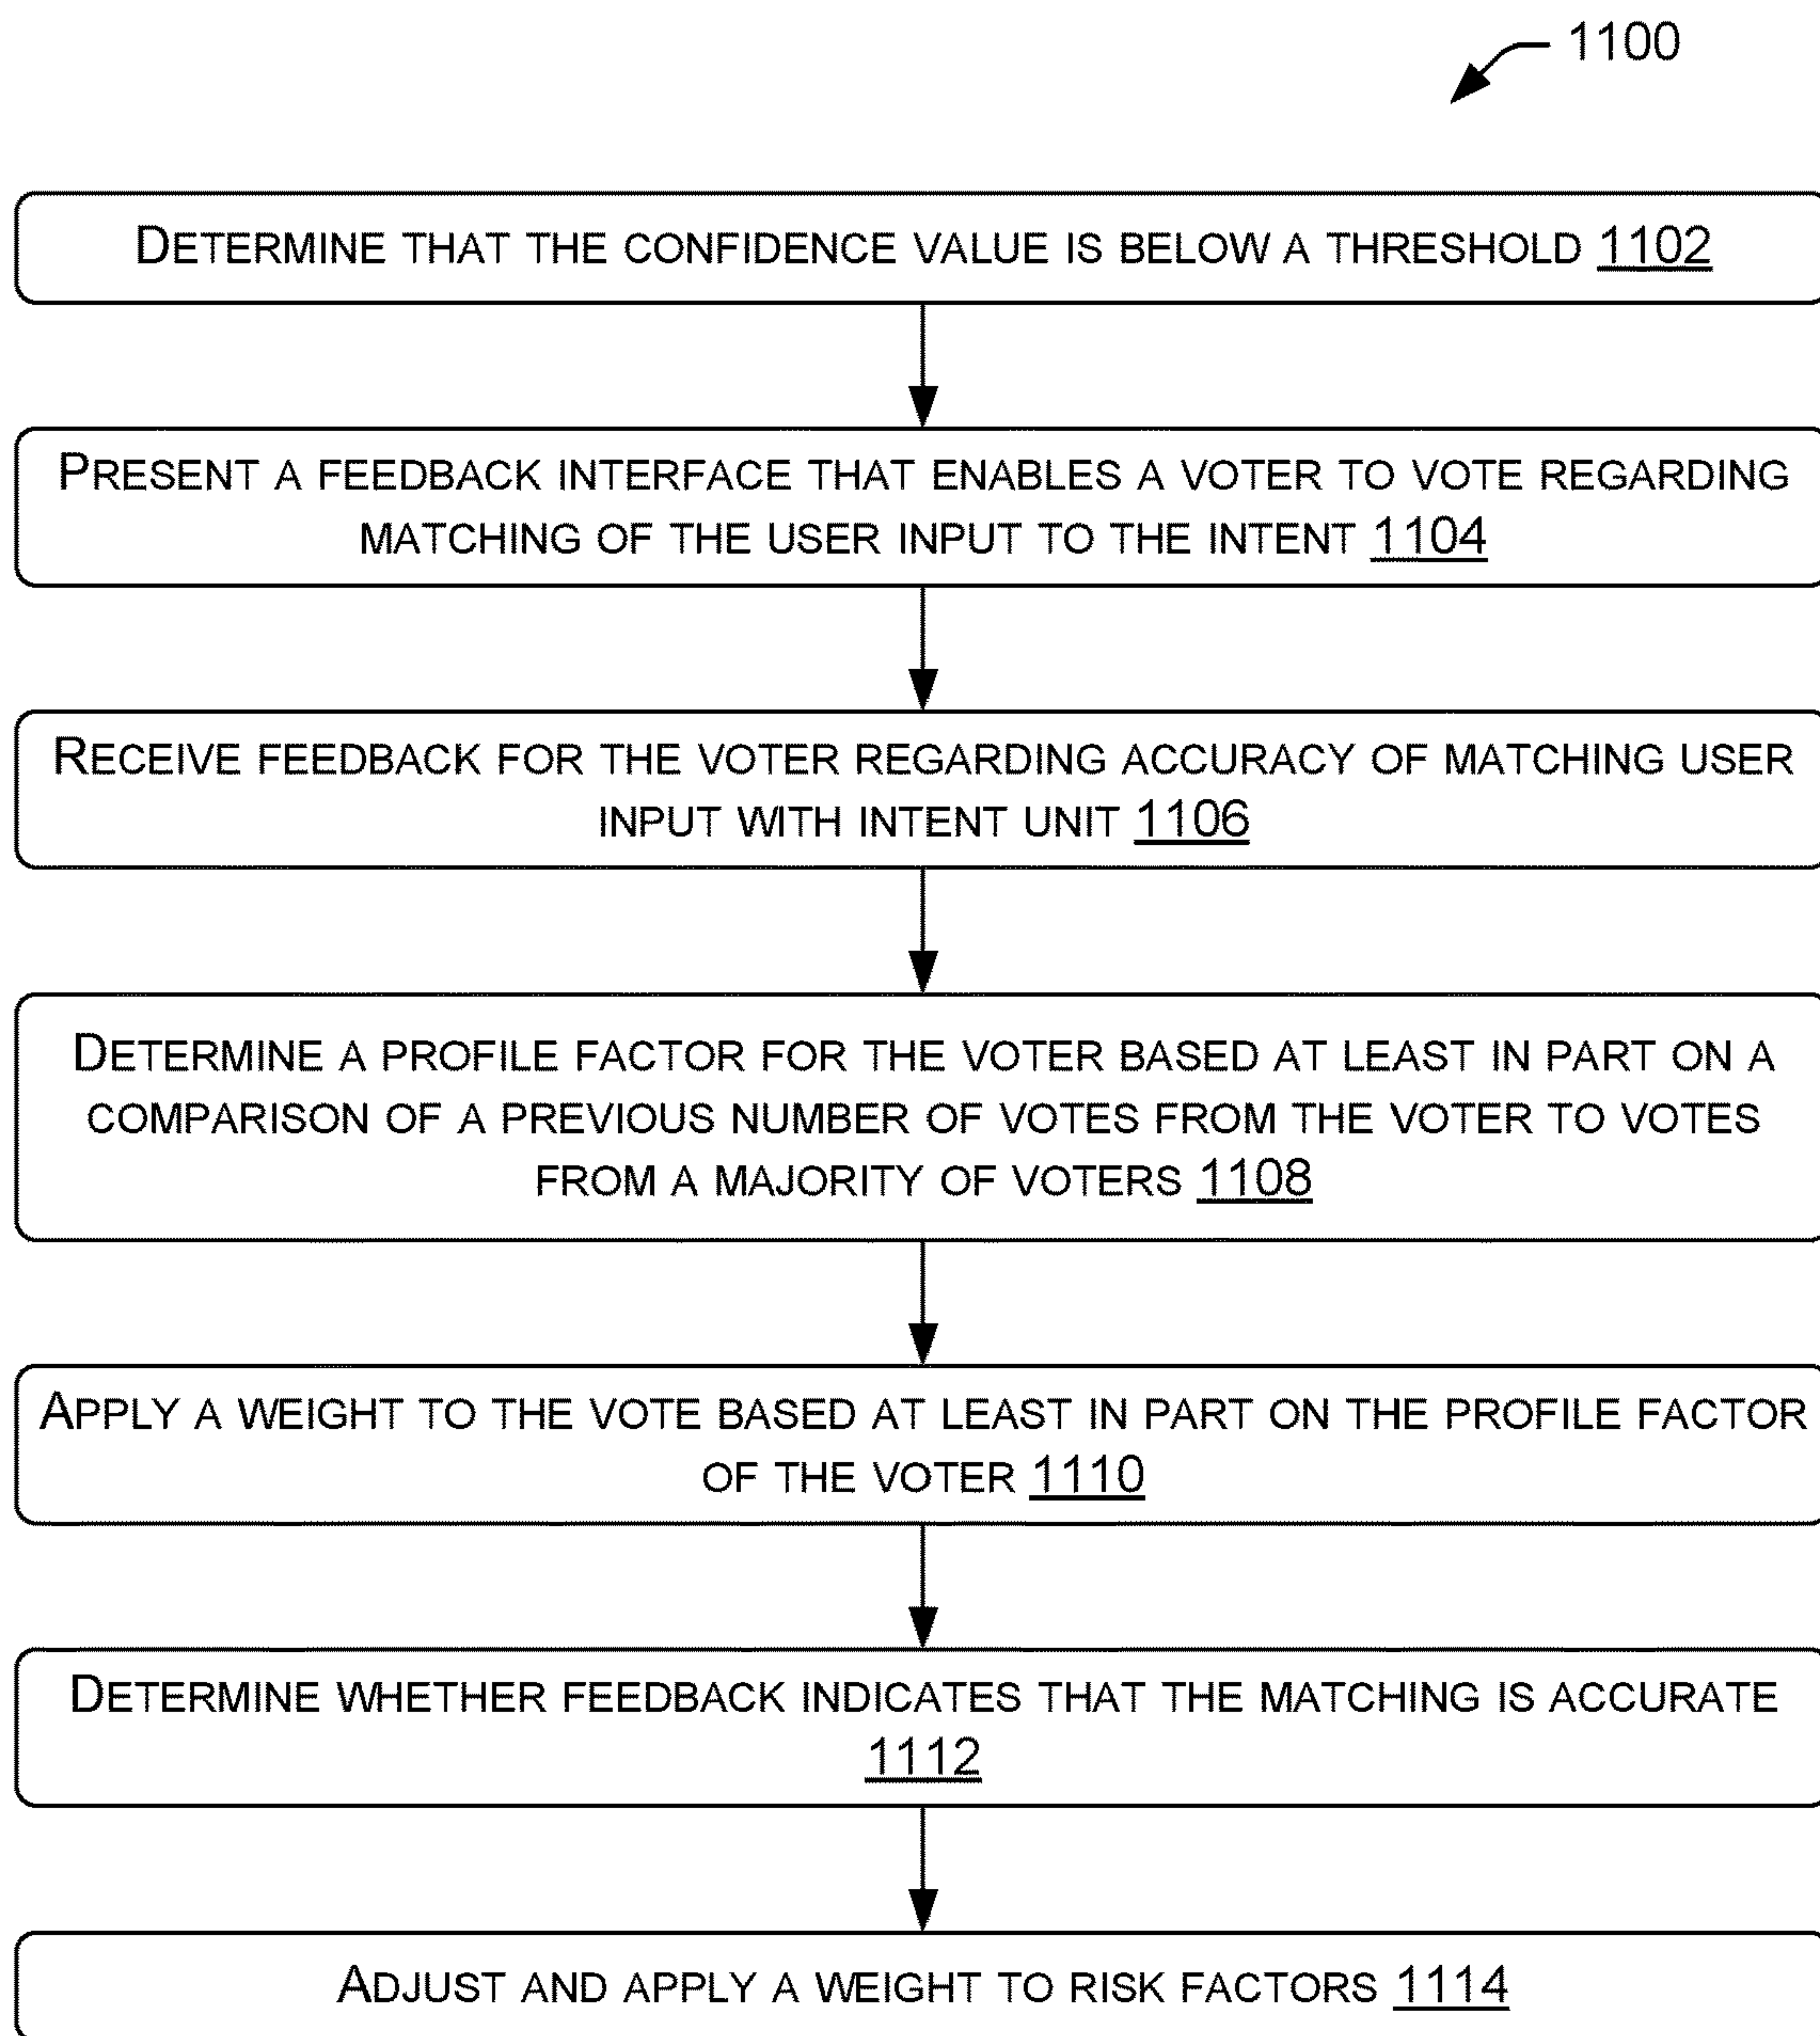 1100
DETERMINE THAT THE CONFIDENCE VALUE IS BELOW A THRESHOLD 1102
PRESENT A FEEDBACK INTERFACE THAT ENABLES A VOTER TO VOTE REGARDING
MATCHING OF THE USER INPUT TO THE INTENT 1104
RECEIVE FEEDBACK FOR THE VOTER REGARDING ACCURACY OF MATCHING USER
INPUT WITH INTENT UNIT 1106
DETERMINE A PROFILE FACTOR FOR THE VOTER BASED AT LEAST IN PART ON A
COMPARISON OF A PREVIOUS NUMBER OF VOTES FROM THE VOTER TO VOTES
FROM A MAJORITY OF VOTERS 1108
APPLY A WEIGHT TO THE VOTE BASED AT LEAST IN PART ON THE PROFILE FACTOR
OF THE VOTER 1110
DETERMINE WHETHER FEEDBACK INDICATES THAT THE MATCHING IS ACCURATE
1112
ADJUST AND APPLY A WEIGHT TO RISK FACTORS 1114